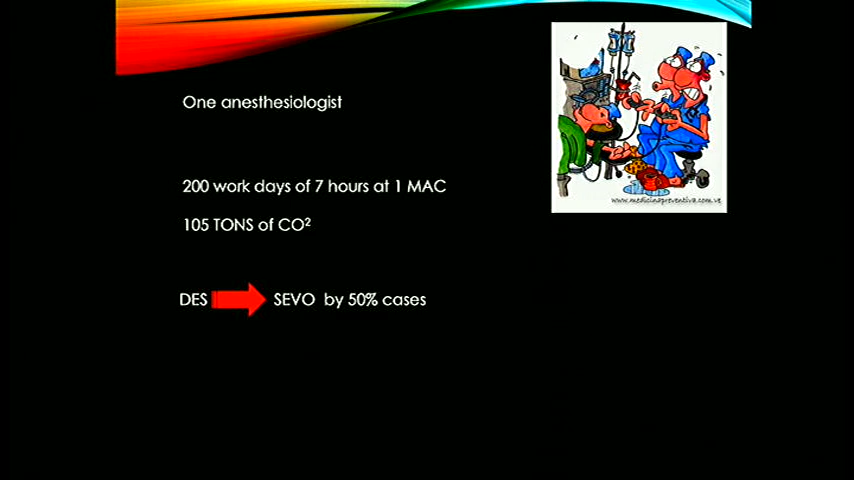 One anesthesiologist
200 work days of 7 hours at 1 MAC
105 TONS of CO²
DES SEVO by 50% cases
www.medicinapreventiva.com.ve